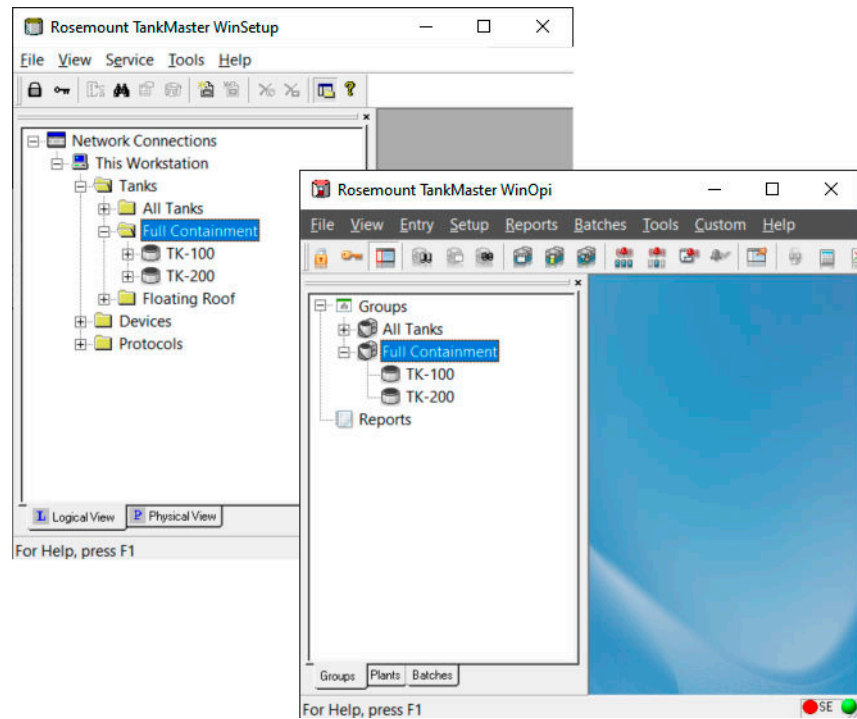 Rosemount TankMaster WinSetup
File View Service Tools Help
Network Connections
This Workstation
Tanks
All Tanks
Full Containment
TK-100
TK-200
Floating Roof
Devices
Protocols
L Logical View P Physical View
For Help, press F1
Rosemount TankMaster WinOpi
File View Entry Setup Reports Batches Tools Custom Help
Groups
All Tanks
Full Containment
TK-100
TK-200
Reports
Groups Plants Batches
For Help, press F1
SE